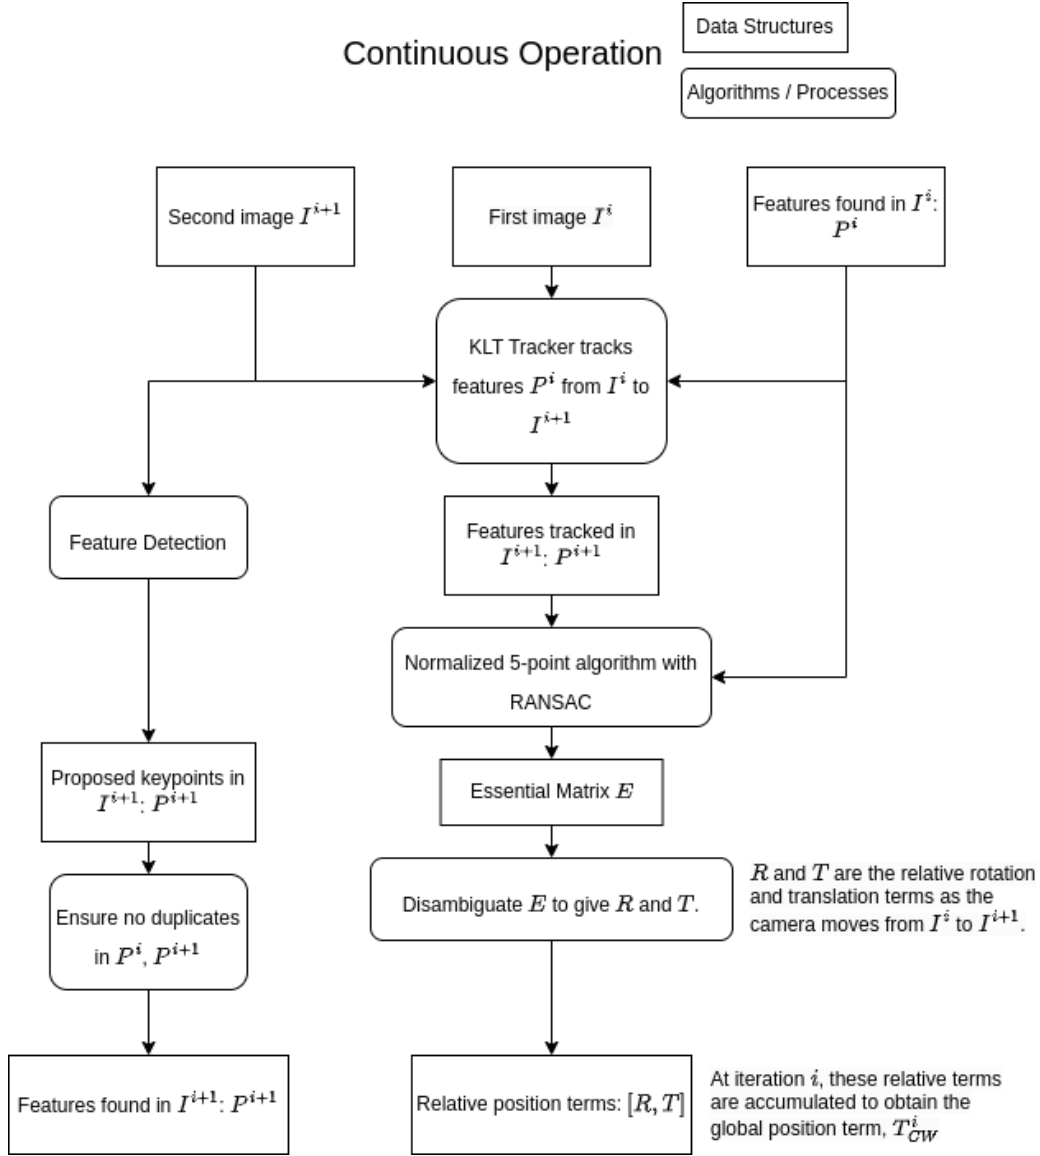 Continuous Operation
Data Structures
Algorithms / Processes
Second image $I^{i+1}$
First image $I^{i}$
Features found in $I^{i}$:
$P^{i}$
KLT Tracker tracks
features $P^{i}$ from $I^{i}$ to
$I^{i+1}$
Feature Detection
Features tracked in
$I^{i+1}$: $P^{i+1}$
Normalized 5-point algorithm with
RANSAC
Proposed keypoints in
$I^{i+1}$: $P^{i+1}$
Essential Matrix $E$
Ensure no duplicates
in $P^{i}$, $P^{i+1}$
Disambiguate $E$ to give $R$ and $T$.
$R$ and $T$ are the relative rotation
and translation terms as the
camera moves from $I^{i}$ to $I^{i+1}$.
Features found in $I^{i+1}$: $P^{i+1}$
Relative position terms: $[R, T]$
At iteration $i$, these relative terms
are accumulated to obtain the
global position term, $T^{i}_{CW}$